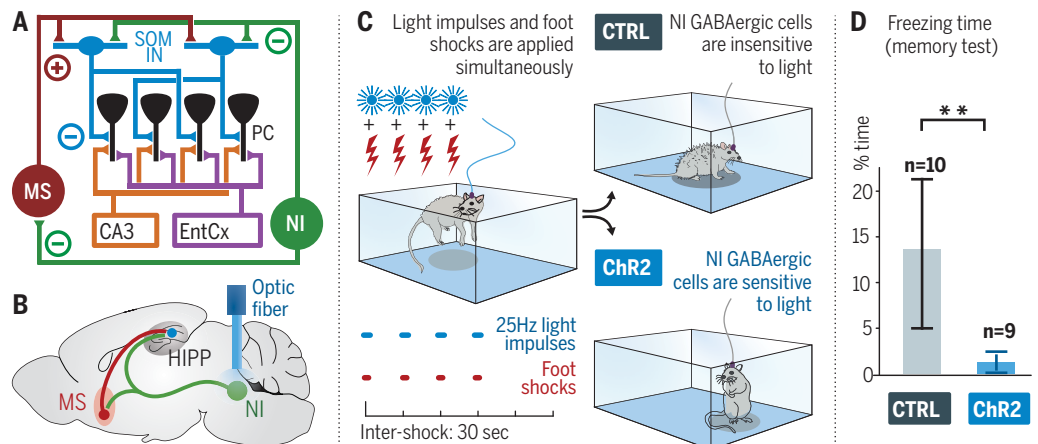 A
SOM
IN
+
−
−
PC
MS
NI
−
CA3
EntCx
B
Optic
fiber
HIPP
MS
NI
C
Light impulses and foot
shocks are applied
simultaneously
+ + + +
CTRL
NI GABAergic cells
are insensitive
to light
ChR2
NI GABAergic
cells are sensitive
to light
25Hz light
impulses
Foot
shocks
Inter-shock: 30 sec
D
Freezing time
(memory test)
% time
**
n=10
n=9
20
15
10
5
0
CTRL
ChR2